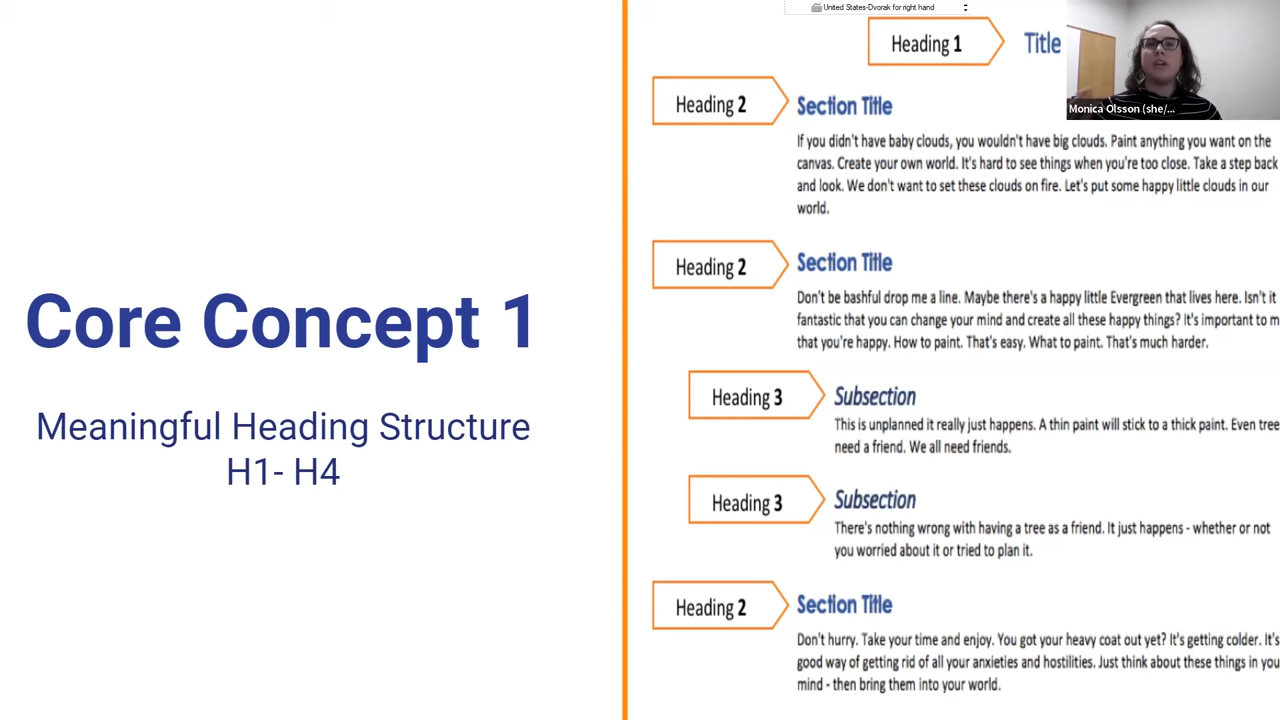 United States-Dvorak for right hand
Core Concept 1
Meaningful Heading Structure
H1- H4
Heading 1
Title
Monica Olsson (she/...
Heading 2
Section Title
If you didn't have baby clouds, you wouldn't have big clouds. Paint anything you want on the
canvas. Create your own world. It's hard to see things when you're too close. Take a step back
and look. We don't want to set these clouds on fire. Let's put some happy little clouds in our
world.
Heading 2
Section Title
Don't be bashful drop me a line. Maybe there's a happy little Evergreen that lives here. Isn't it
fantastic that you can change your mind and create all these happy things? It's important to m
that you're happy. How to paint. That's easy. What to paint. That's much harder.
Heading 3
Subsection
This is unplanned it really just happens. A thin paint will stick to a thick paint. Even tree
need a friend. We all need friends.
Heading 3
Subsection
There's nothing wrong with having a tree as a friend. It just happens - whether or not
you worried about it or tried to plan it.
Heading 2
Section Title
Don't hurry. Take your time and enjoy. You got your heavy coat out yet? It's getting colder. It's
good way of getting rid of all your anxieties and hostilities. Just think about these things in you
mind - then bring them into your world.